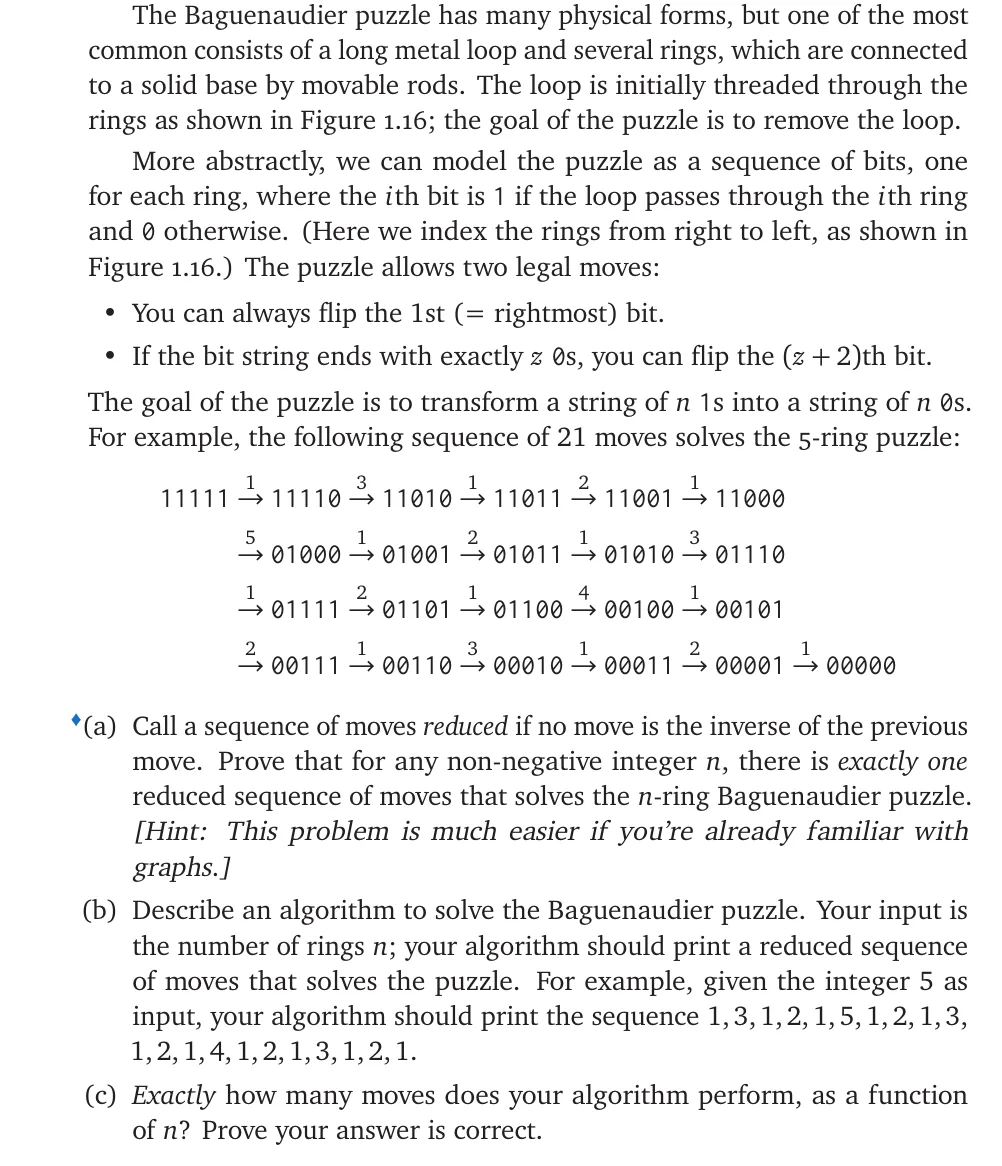 The Baguenaudier puzzle has many physical forms, but one of the most
common consists of a long metal loop and several rings, which are connected
to a solid base by movable rods. The loop is initially threaded through the
rings as shown in Figure 1.16; the goal of the puzzle is to remove the loop.
More abstractly, we can model the puzzle as a sequence of bits, one
for each ring, where the ith bit is 1 if the loop passes through the ith ring
and 0 otherwise. (Here we index the rings from right to left, as shown in
Figure 1.16.) The puzzle allows two legal moves:
• You can always flip the 1st (= rightmost) bit.
• If the bit string ends with exactly z 0s, you can flip the (z + 2)th bit.
The goal of the puzzle is to transform a string of n 1s into a string of n 0s.
For example, the following sequence of 21 moves solves the 5-ring puzzle:
11111 1→ 11110 3→ 11010 1→ 11011 2→ 11001 1→ 11000
5→ 01000 1→ 01001 2→ 01011 1→ 01010 3→ 01110
1→ 01111 2→ 01101 1→ 01100 4→ 00100 1→ 00101
2→ 00111 1→ 00110 3→ 00010 1→ 00011 2→ 00001 1→ 00000
♦(a) Call a sequence of moves reduced if no move is the inverse of the previous
move. Prove that for any non-negative integer n, there is exactly one
reduced sequence of moves that solves the n-ring Baguenaudier puzzle.
[Hint: This problem is much easier if you're already familiar with
graphs.]
(b) Describe an algorithm to solve the Baguenaudier puzzle. Your input is
the number of rings n; your algorithm should print a reduced sequence
of moves that solves the puzzle. For example, given the integer 5 as
input, your algorithm should print the sequence 1, 3, 1, 2, 1, 5, 1, 2, 1, 3,
1, 2, 1, 4, 1, 2, 1, 3, 1, 2, 1.
(c) Exactly how many moves does your algorithm perform, as a function
of n? Prove your answer is correct.